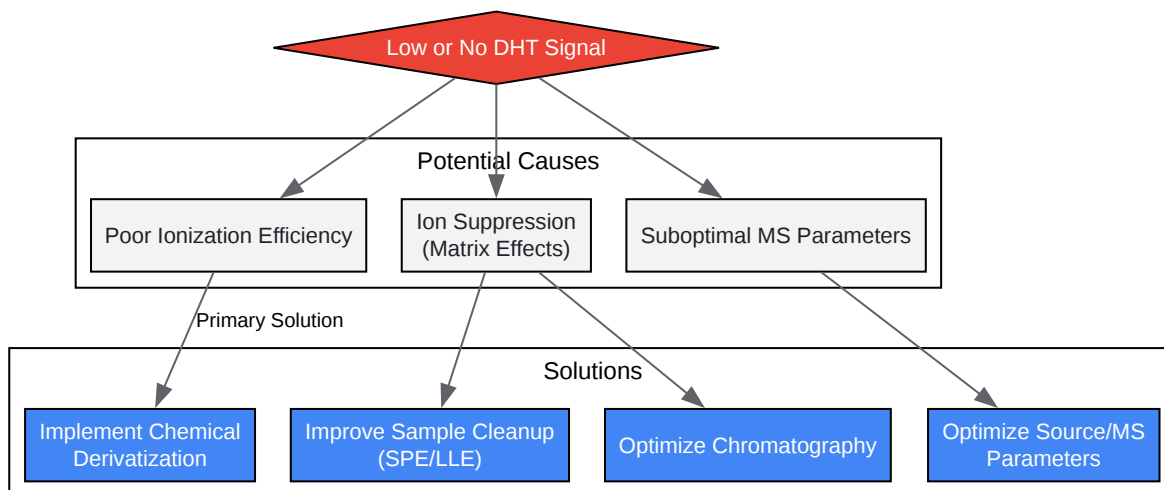 Low or No DHT Signal
Potential Causes
Poor Ionization Efficiency
Ion Suppression
(Matrix Effects)
Suboptimal MS Parameters
Primary Solution
Solutions
Implement Chemical
Derivatization
Improve Sample Cleanup
(SPE/LLE)
Optimize Chromatography
Optimize Source/MS
Parameters